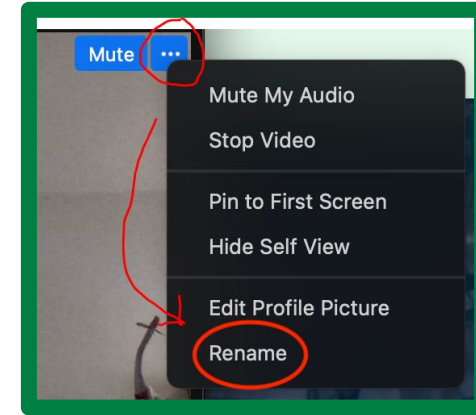 Mute ...
Mute My Audio
Stop Video
Pin to First Screen
Hide Self View
Edit Profile Picture
Rename